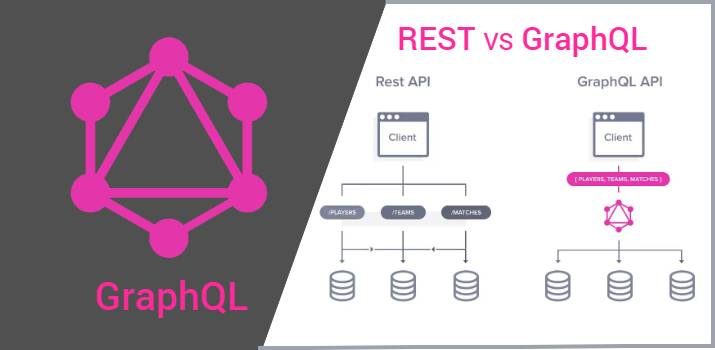 GraphQL
REST vs GraphQL
Rest API
Client
/PLAYERS
/TEAMS
/MATCHES
GraphQL API
Client
{ PLAYERS, TEAMS, MATCHES }